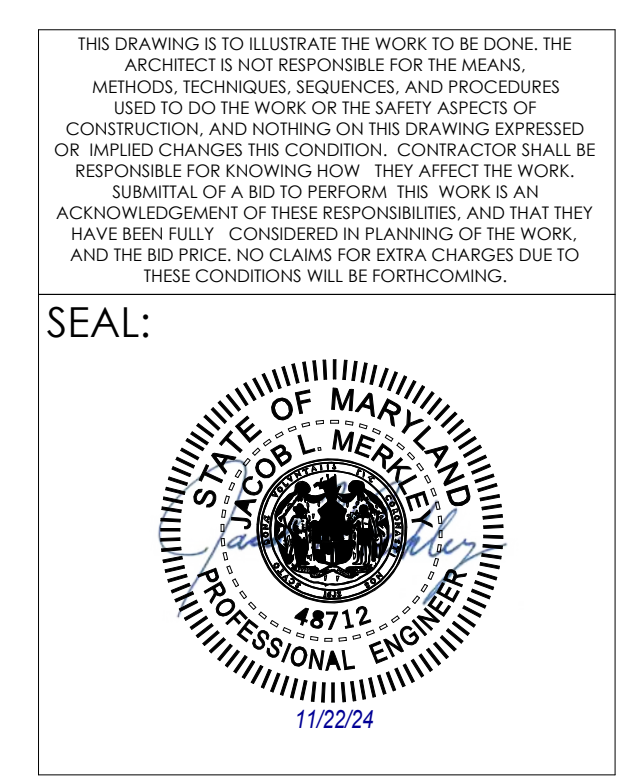 THIS DRAWING IS TO ILLUSTRATE THE WORK TO BE DONE. THE
ARCHITECT IS NOT RESPONSIBLE FOR THE MEANS,
METHODS, TECHNIQUES, SEQUENCES, AND PROCEDURES
USED TO DO THE WORK OR THE SAFETY ASPECTS OF
CONSTRUCTION, AND NOTHING ON THIS DRAWING EXPRESSED
OR IMPLIED CHANGES THIS CONDITION. CONTRACTOR SHALL BE
RESPONSIBLE FOR KNOWING HOW THEY AFFECT THE WORK.
SUBMITTAL OF A BID TO PERFORM THIS WORK IS AN
ACKNOWLEDGEMENT OF THESE RESPONSIBILITIES, AND THAT THEY
HAVE BEEN FULLY CONSIDERED IN PLANNING OF THE WORK,
AND THE BID PRICE. NO CLAIMS FOR EXTRA CHARGES DUE TO
THESE CONDITIONS WILL BE FORTHCOMING.
SEAL:
STATE OF MARYLAND
JACOB L. MERKLEY
48712
PROFESSIONAL ENGINEER
11/22/24